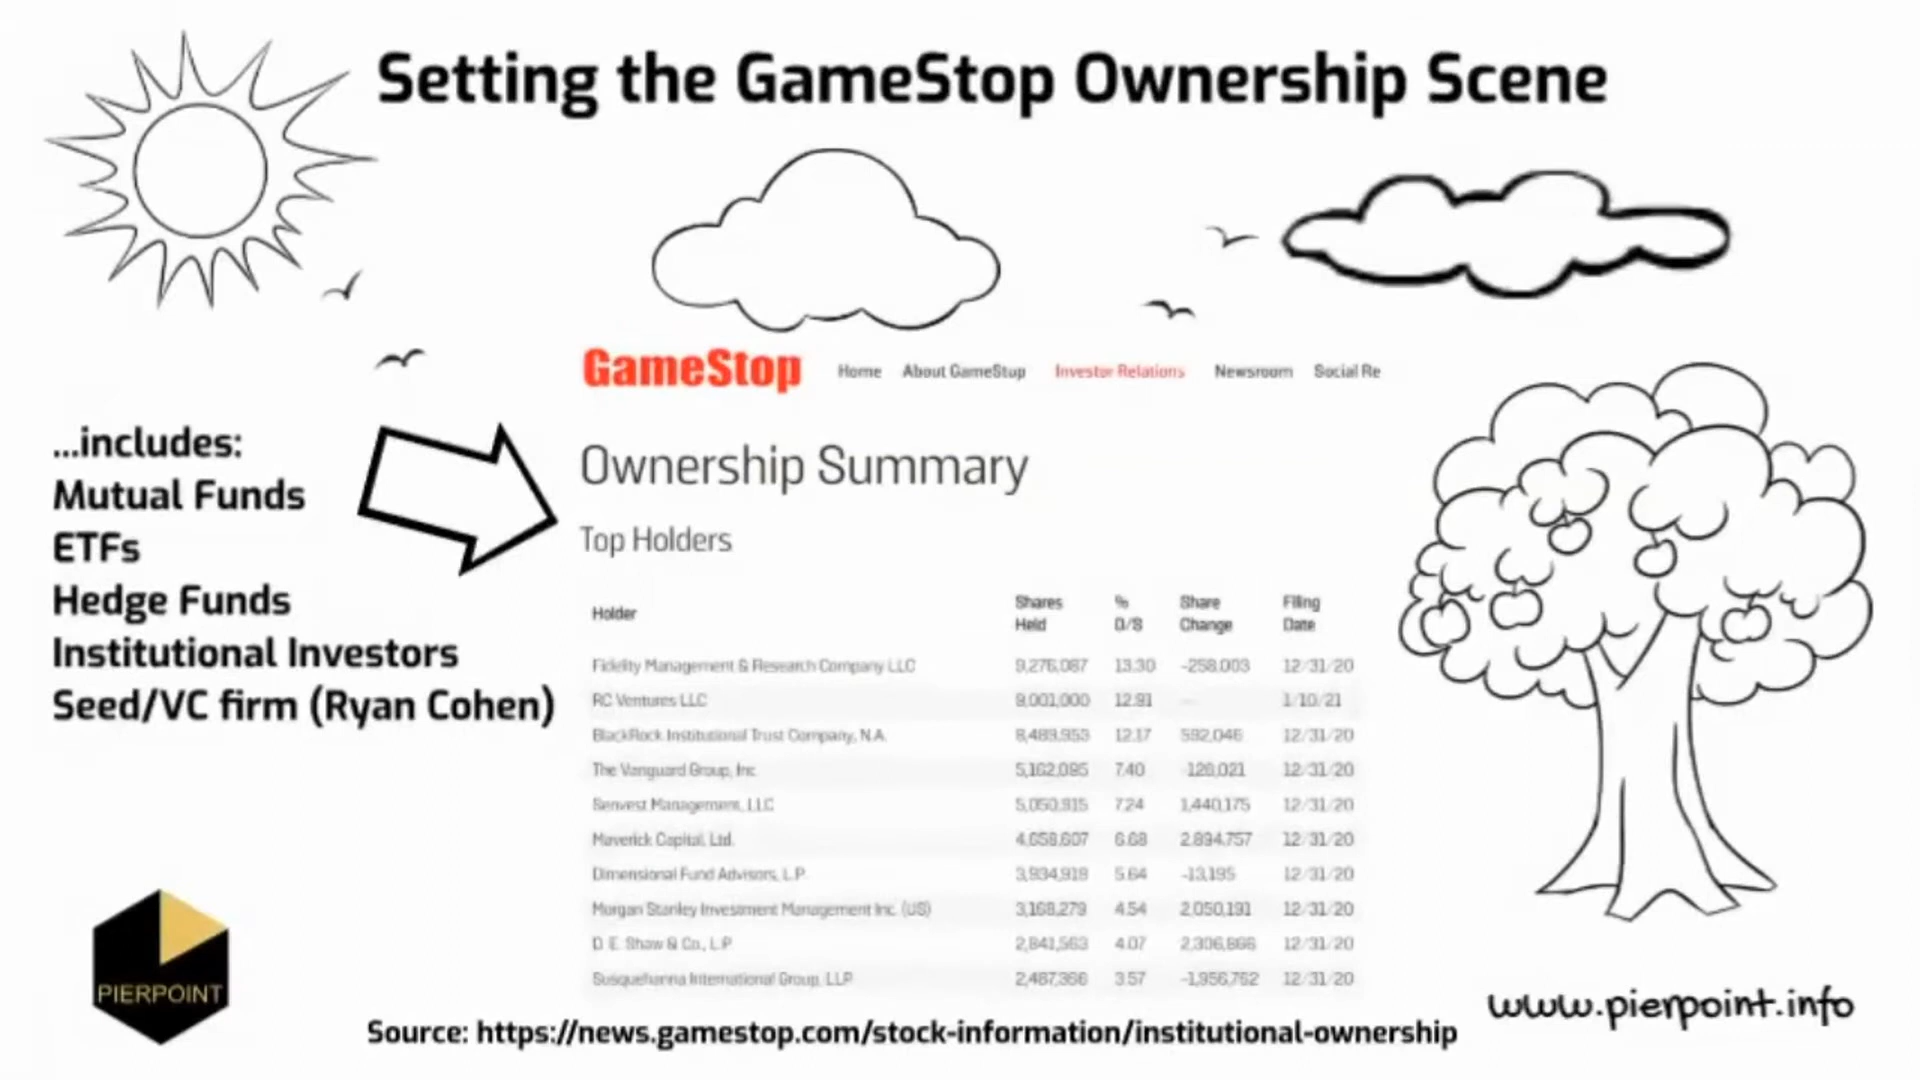 Setting the GameStop Ownership Scene
GameStop Home About GameStop Investor Relations Newsroom Social Re
...includes:
Mutual Funds
ETFs
Hedge Funds
Institutional Investors
Seed/VC firm (Ryan Cohen)
Ownership Summary
Top Holders
Holder Shares Held % O/S Share Change Filing Date
Fidelity Management & Research Company LLC 9,276,087 13.30 -258,003 12/31/20
RC Ventures LLC 9,001,000 12.91 — 1/10/21
BlackRock Institutional Trust Company, N.A. 8,489,953 12.17 592,046 12/31/20
The Vanguard Group, Inc. 5,162,095 7.40 -126,021 12/31/20
Senvest Management, LLC 5,050,915 7.24 1,440,175 12/31/20
Maverick Capital, Ltd. 4,658,607 6.68 2,894,757 12/31/20
Dimensional Fund Advisors, L.P. 3,934,918 5.64 -13,195 12/31/20
Morgan Stanley Investment Management Inc. (US) 3,168,279 4.54 2,050,191 12/31/20
D. E. Shaw & Co., L.P. 2,841,563 4.07 2,306,866 12/31/20
Susquehanna International Group, LLP 2,487,366 3.57 -1,956,762 12/31/20
PIERPOINT
www.pierpoint.info
Source: https://news.gamestop.com/stock-information/institutional-ownership